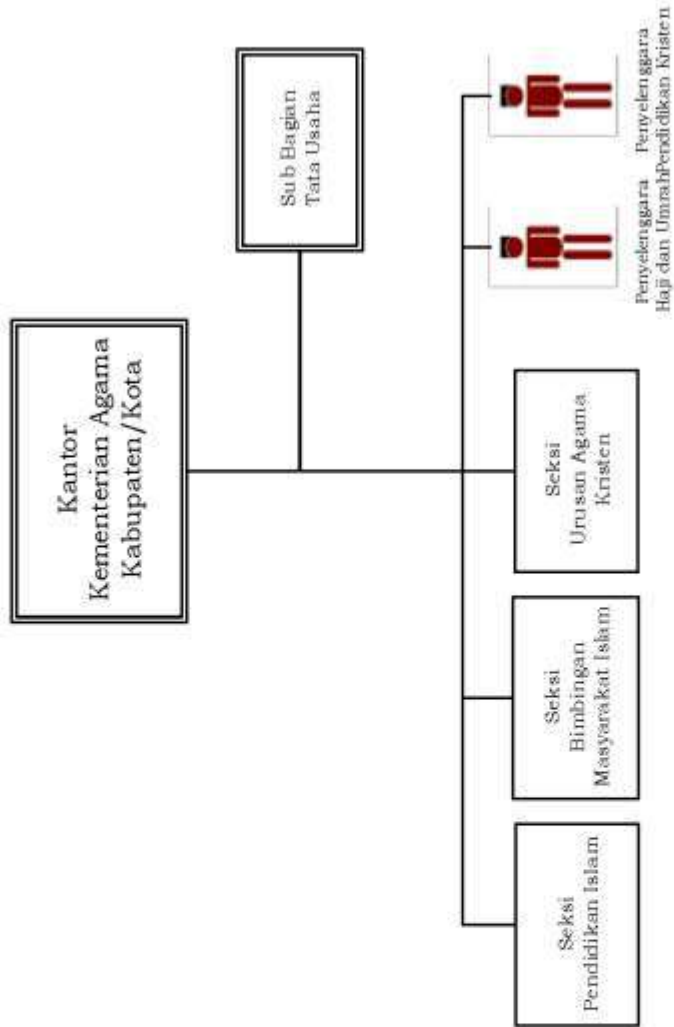 Kantor
Kementerian Agama
Kabupaten/Kota
Sub Bagian
Tata Usaha
Seksi
Pendidikan Islam
Seksi
Bimbingan
Masyarakat Islam
Seksi
Urusan Agama
Kristen
Penyelenggara
Haji dan Umrah
Penyelenggara
Pendidikan Kristen